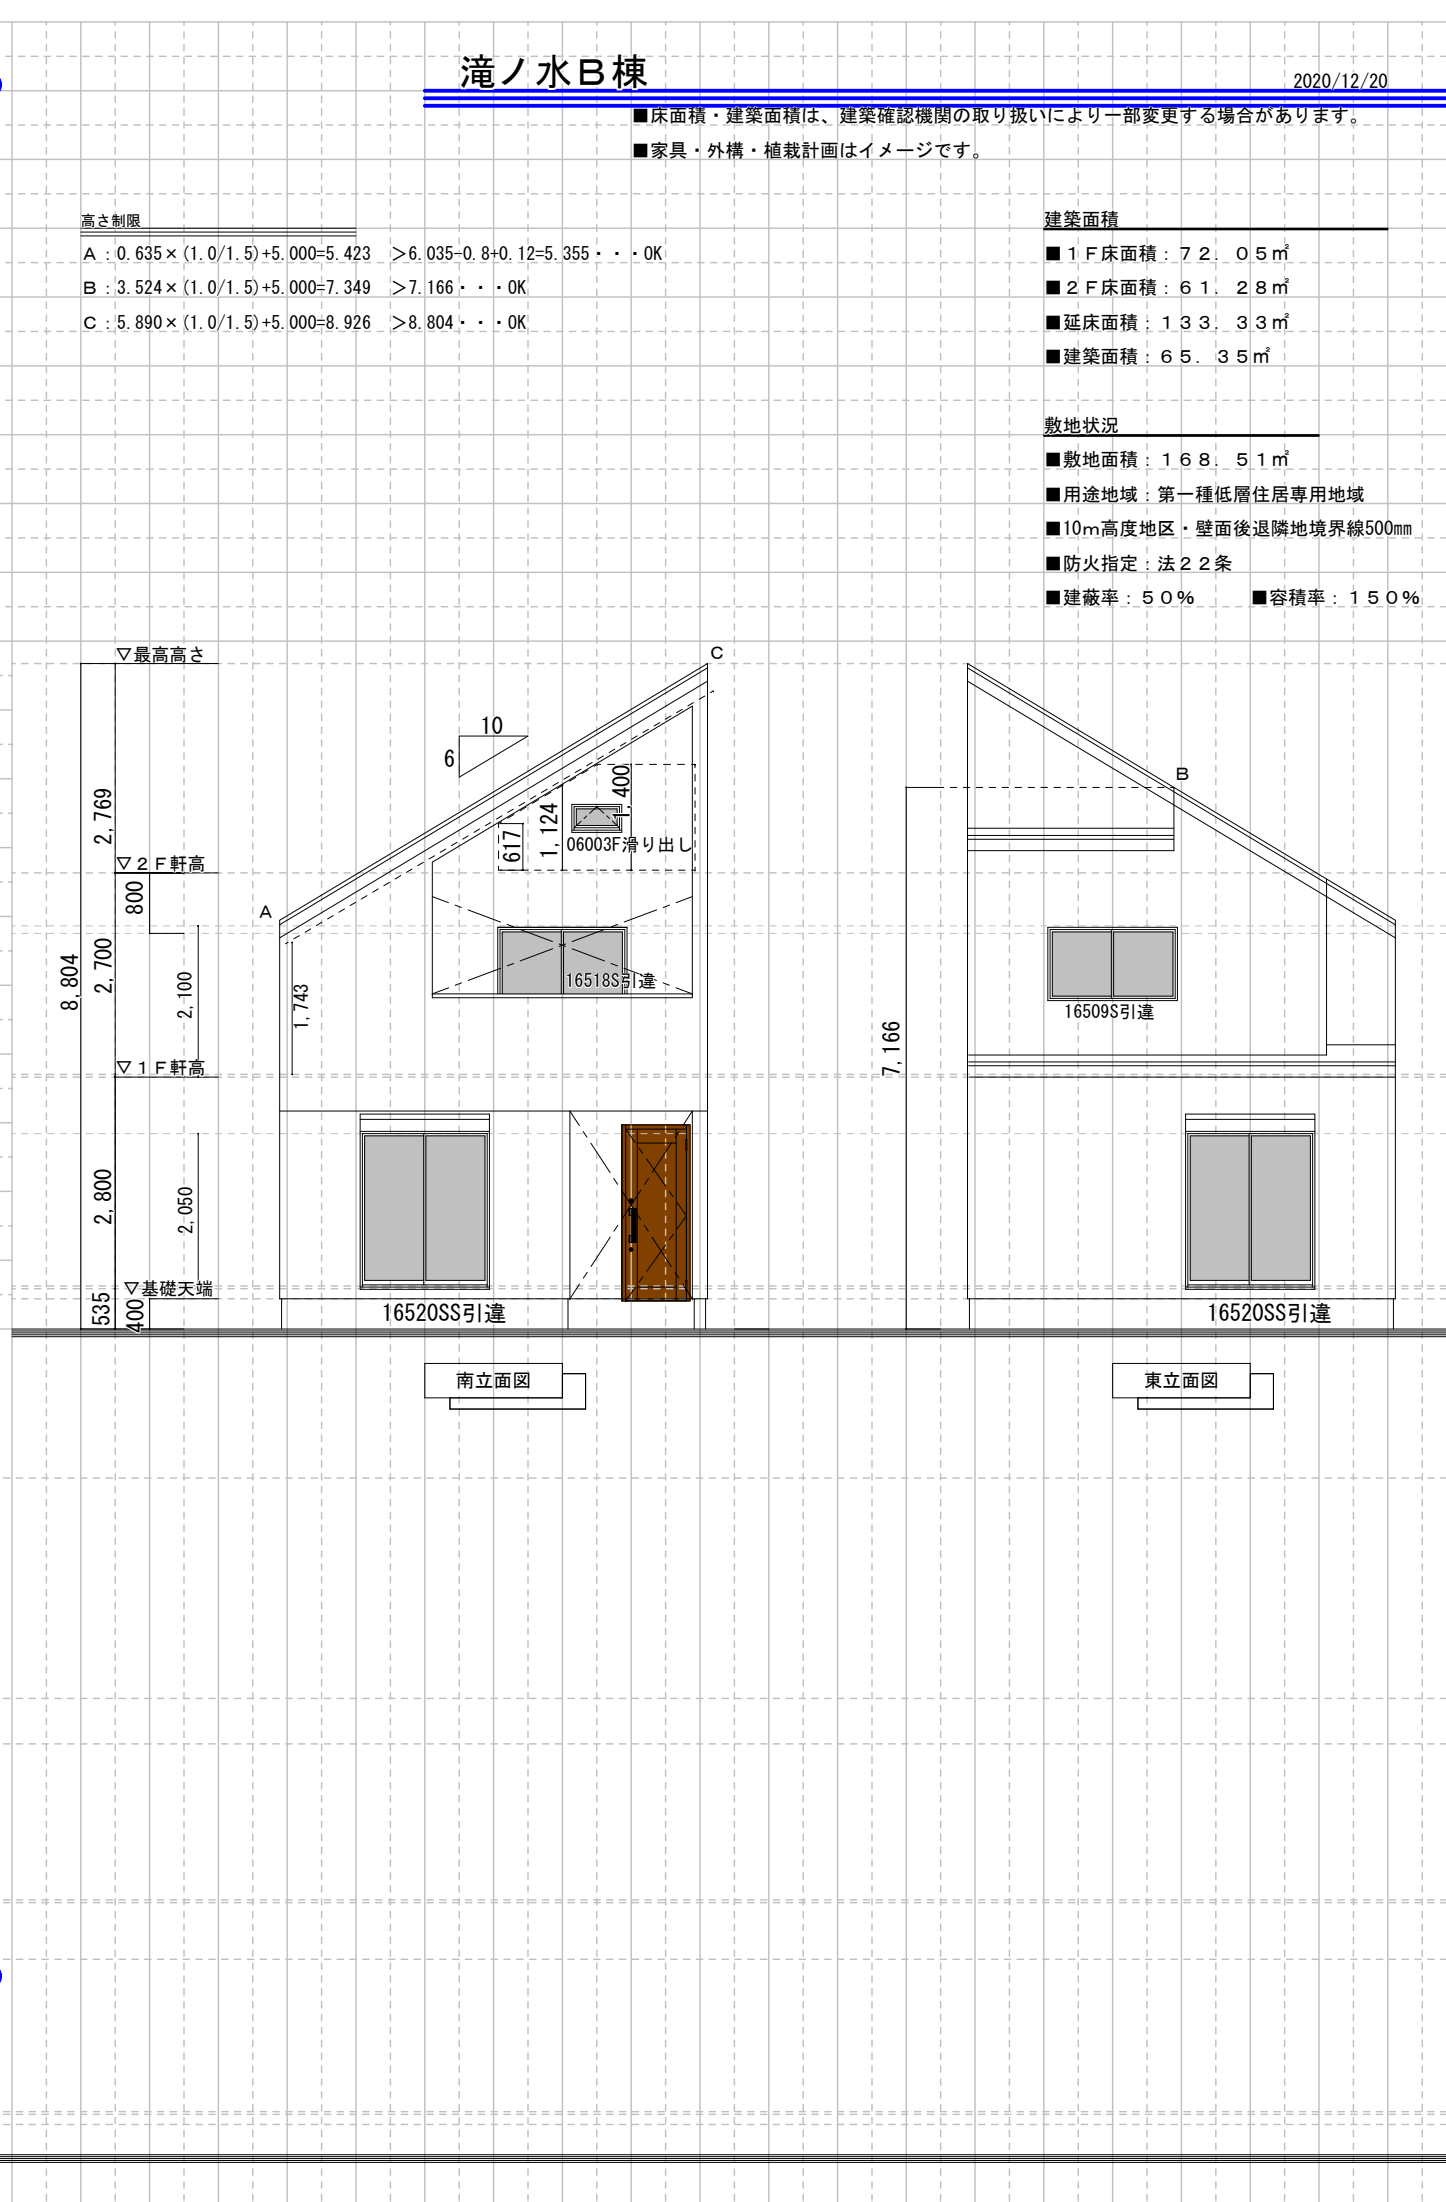 滝ノ水Ｂ棟
2020/12/20
■床面積・建築面積は、建築確認機関の取り扱いにより一部変更する場合があります。
■家具・外構・植栽計画はイメージです。
高さ制限
Ａ：0.635×(1.0/1.5)+5.000=5.423　＞6.035-0.8+0.12=5.355・・・OK
Ｂ：3.524×(1.0/1.5)+5.000=7.349　＞7.166・・・OK
Ｃ：5.890×(1.0/1.5)+5.000=8.926　＞8.804・・・OK
建築面積
■１Ｆ床面積：７２．０５㎡
■２Ｆ床面積：６１．２８㎡
■延床面積：１３３．３３㎡
■建築面積：６５．３５㎡
敷地状況
■敷地面積：１６８．５１㎡
■用途地域：第一種低層住居専用地域
■10ｍ高度地区・壁面後退隣地境界線500㎜
■防火指定：法２２条
■建蔽率：５０％　■容積率：１５０％
▽最高高さ
▽２Ｆ軒高
▽１Ｆ軒高
▽基礎天端
8,804
2,769
2,700
2,800
535
800
400
2,100
2,050
1,743
Ａ
Ｃ
10
6
617
1,124
1,400
06003F滑り出し
16518S引違
16520SS引違
南立面図
Ｂ
7,166
16509S引違
16520SS引違
東立面図